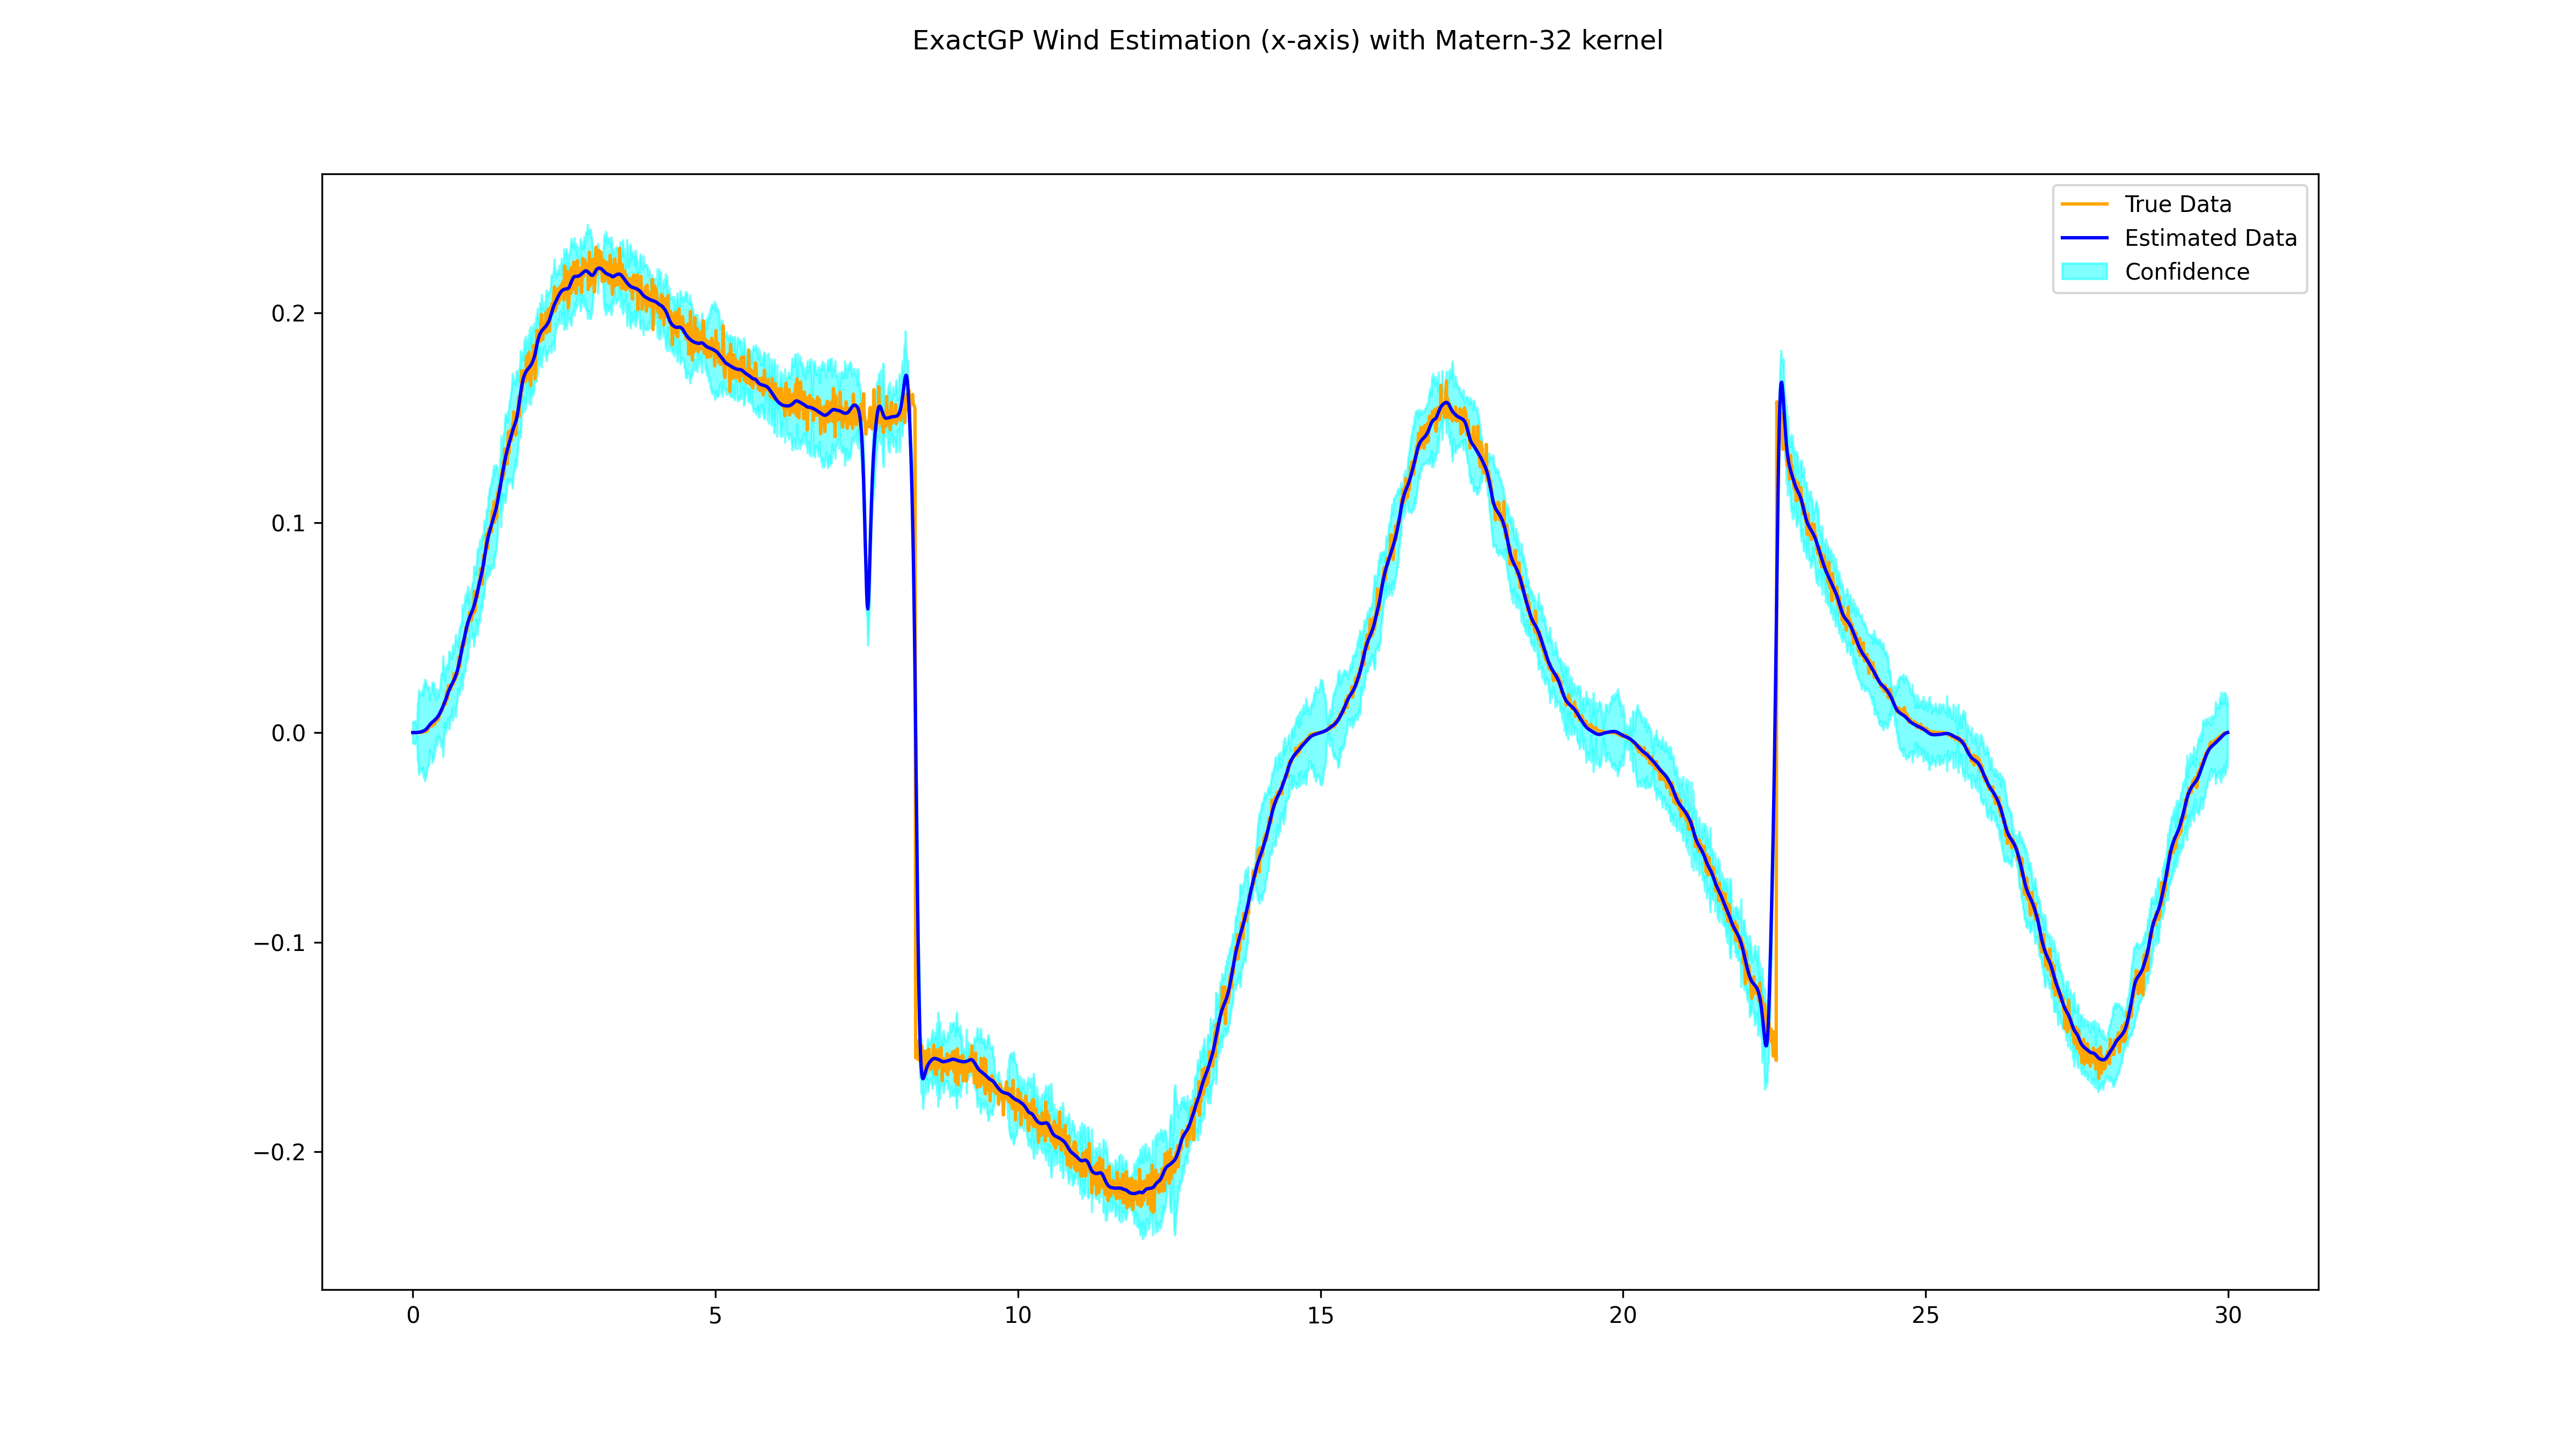 ExactGP Wind Estimation (x-axis) with Matern-32 kernel
True Data
Estimated Data
Confidence
0.2
0.1
0.0
−0.1
−0.2
0 5 10 15 20 25 30